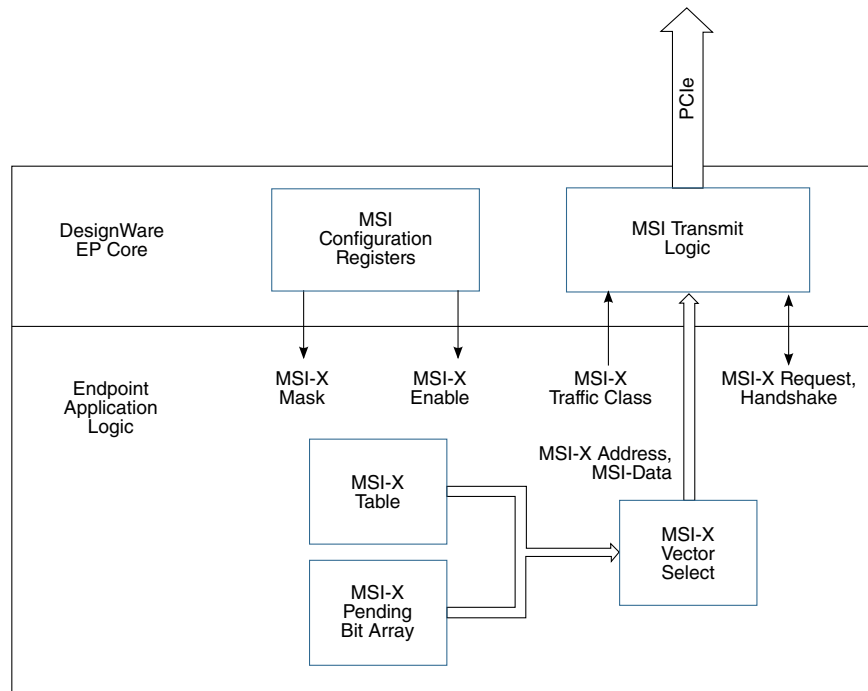 PCIe
DesignWare
EP Core
MSI
Configuration
Registers
MSI Transmit
Logic
Endpoint
Application
Logic
MSI-X
Mask
MSI-X
Enable
MSI-X
Traffic Class
MSI-X Request,
Handshake
MSI-X Address,
MSI-Data
MSI-X
Table
MSI-X
Vector
Select
MSI-X
Pending
Bit Array